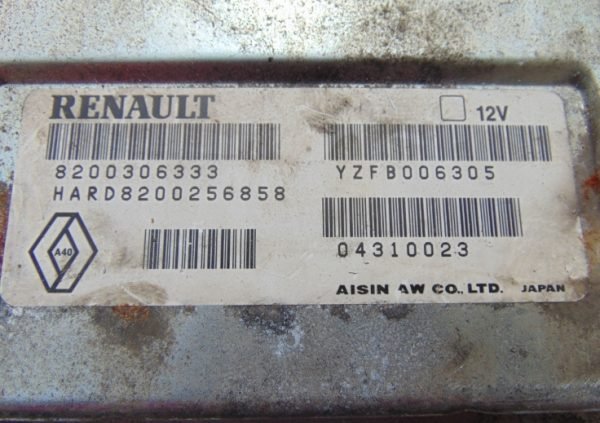 RENAULT
12V
8200306333
YZFB006305
HARD8200256858
04310023
A40
AISIN AW CO., LTD. JAPAN